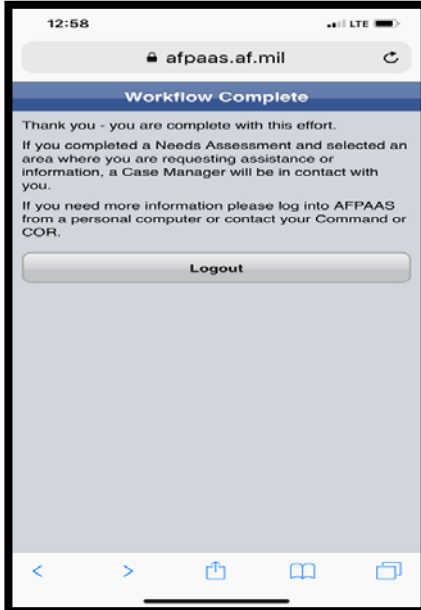 12:58
LTE
afpaas.af.mil
Workflow Complete
Thank you - you are complete with this effort.
If you completed a Needs Assessment and selected an
area where you are requesting assistance or
information, a Case Manager will be in contact with
you.
If you need more information please log into AFPAAS
from a personal computer or contact your Command or
COR.
Logout